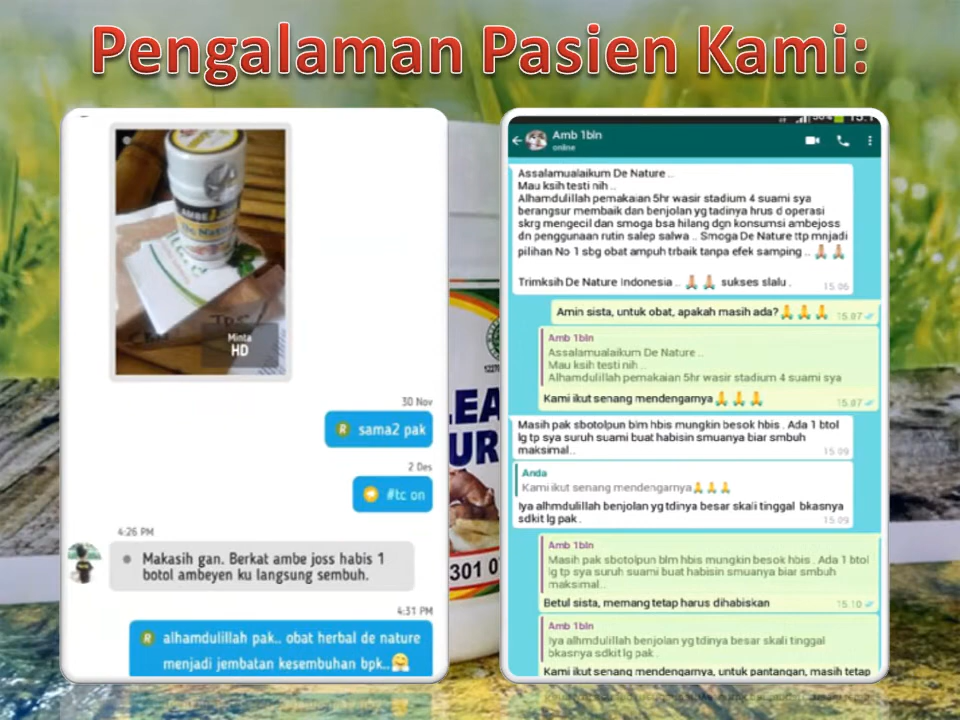 Pengalaman Pasien Kami:
AMBE
Minta
HD
30 Nov
R sama2 pak
2 Des
#tc on
4:26 PM
Makasih gan. Berkat ambe joss habis 1
botol ambeyen ku langsung sembuh.
4:31 PM
R alhamdulillah pak.. obat herbal de nature
menjadi jembatan kesembuhan bpk..🤗
Amb 1bln
online
Assalamualaikum De Nature ..
Mau ksih testi nih ..
Alhamdulillah pemakaian 5hr wasir stadium 4 suami sya
berangsur membaik dan benjolan yg tadinya hrus d operasi
skrg mengecil dan smoga bsa hilang dgn konsumsi ambejoss
dn penggunaan rutin salep salwa .. Smoga De Nature ttp mnjadi
pilihan No 1 sbg obat ampuh trbaik tanpa efek samping .. 🙏🙏
Trimksih De Nature Indonesia .. 🙏🙏 sukses slalu .
15.06
Amin sista, untuk obat, apakah masih ada?🙏🙏🙏
15.07
Amb 1bln
Assalamualaikum De Nature ..
Mau ksih testi nih ..
Alhamdulillah pemakaian 5hr wasir stadium 4 suami sya
Kami ikut senang mendengarnya🙏🙏🙏
15.07
Masih pak sbotolpun blm hbis mungkin besok hbis . Ada 1 btol
lg tp sya suruh suami buat habisin smuanya biar smbuh
maksimal..
15.09
Anda
Kami ikut senang mendengarnya🙏🙏🙏
Iya alhmdulillah benjolan yg tdinya besar skali tinggal bkasnya
sdkit lg pak .
15.09
Amb 1bln
Masih pak sbotolpun blm hbis mungkin besok hbis . Ada 1 btol
lg tp sya suruh suami buat habisin smuanya biar smbuh
maksimal..
Betul sista, memang tetap harus dihabiskan
15.10
Amb 1bln
Iya alhmdulillah benjolan yg tdinya besar skali tinggal
bkasnya sdkit lg pak .
Kami ikut senang mendengarnya, untuk pantangan, masih tetap